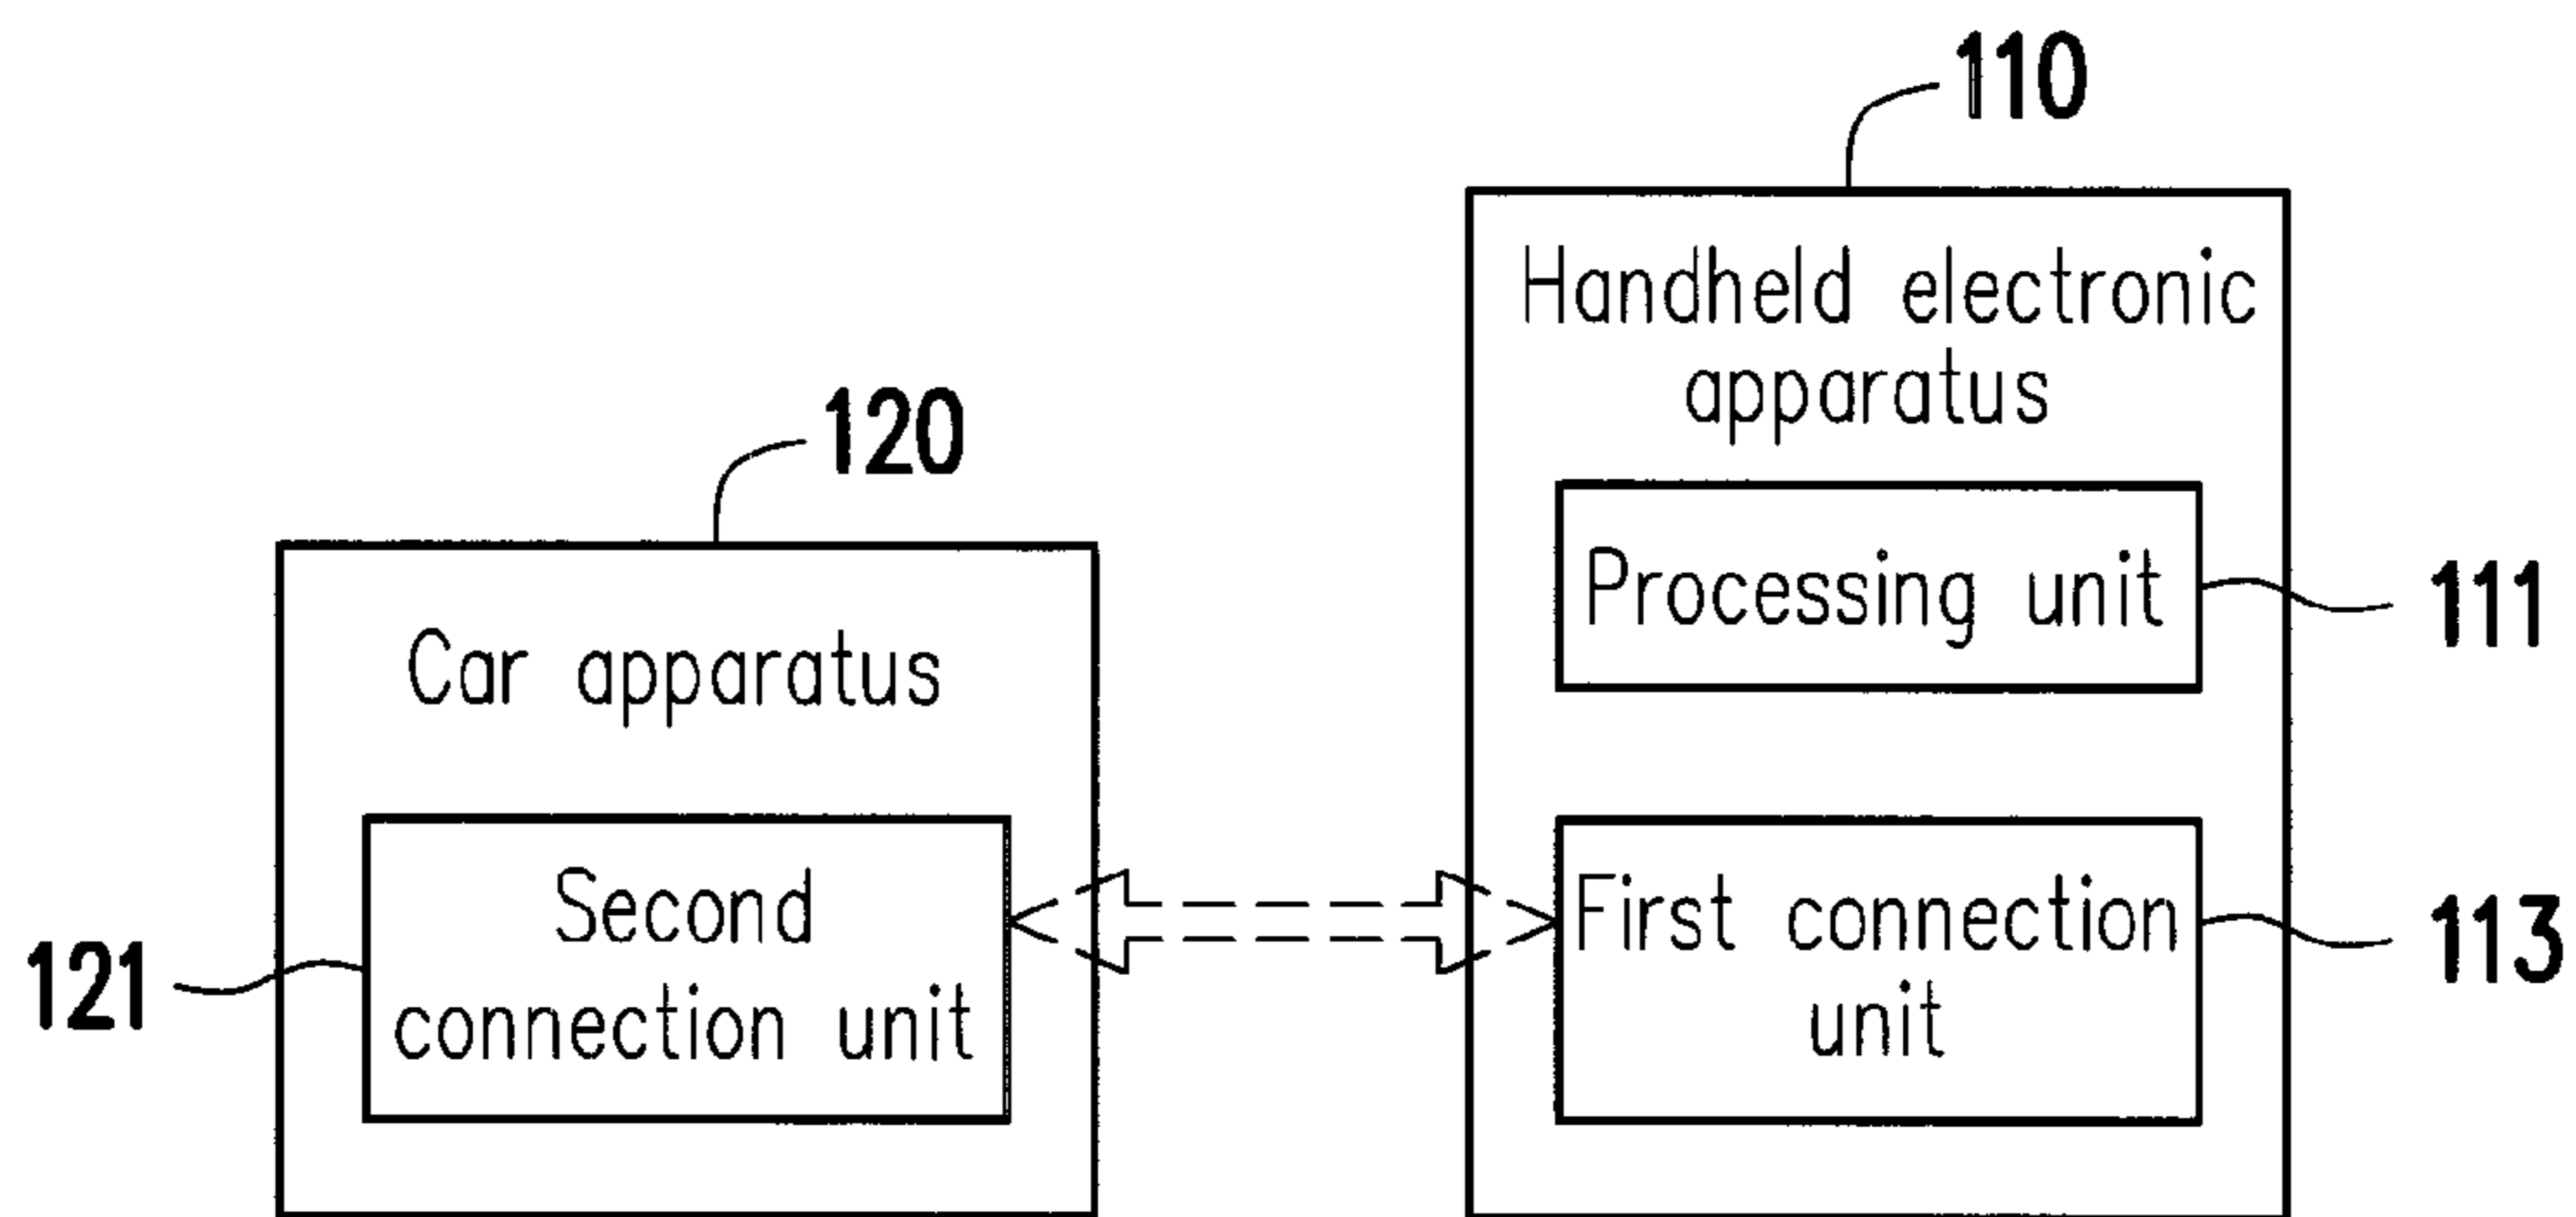 110
Handheld electronic
apparatus
120
Processing unit
111
Car apparatus
Second
connection unit
121
First connection
unit
113